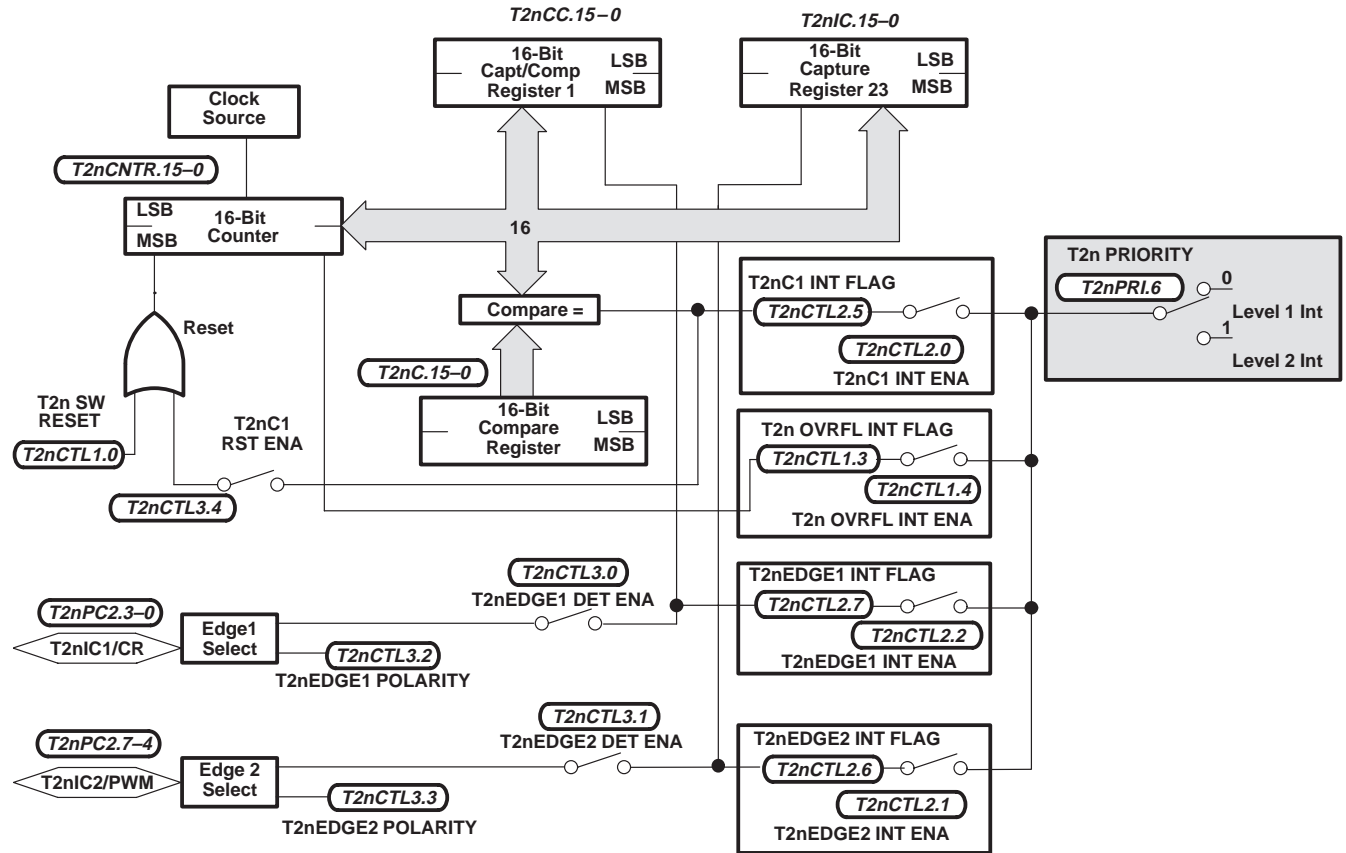 T2nCC.15–0
T2nIC.15–0
16-Bit
Capt/Comp
Register 1
LSB
MSB
16-Bit
Capture
Register 23
LSB
MSB
Clock
Source
T2nCNTR.15–0
LSB
MSB
16-Bit
Counter
16
Reset
Compare =
T2nC.15–0
16-Bit
Compare
Register
LSB
MSB
T2n SW
RESET
T2nCTL1.0
T2nC1
RST ENA
T2nCTL3.4
T2nC1 INT FLAG
T2nCTL2.5
T2nCTL2.0
T2nC1 INT ENA
T2n PRIORITY
T2nPRI.6
0
Level 1 Int
1
Level 2 Int
T2n OVRFL INT FLAG
T2nCTL1.3
T2nCTL1.4
T2n OVRFL INT ENA
T2nCTL3.0
T2nEDGE1 DET ENA
T2nPC2.3–0
T2nIC1/CR
Edge1
Select
T2nCTL3.2
T2nEDGE1 POLARITY
T2nEDGE1 INT FLAG
T2nCTL2.7
T2nCTL2.2
T2nEDGE1 INT ENA
T2nCTL3.1
T2nEDGE2 DET ENA
T2nPC2.7–4
T2nIC2/PWM
Edge 2
Select
T2nCTL3.3
T2nEDGE2 POLARITY
T2nEDGE2 INT FLAG
T2nCTL2.6
T2nCTL2.1
T2nEDGE2 INT ENA